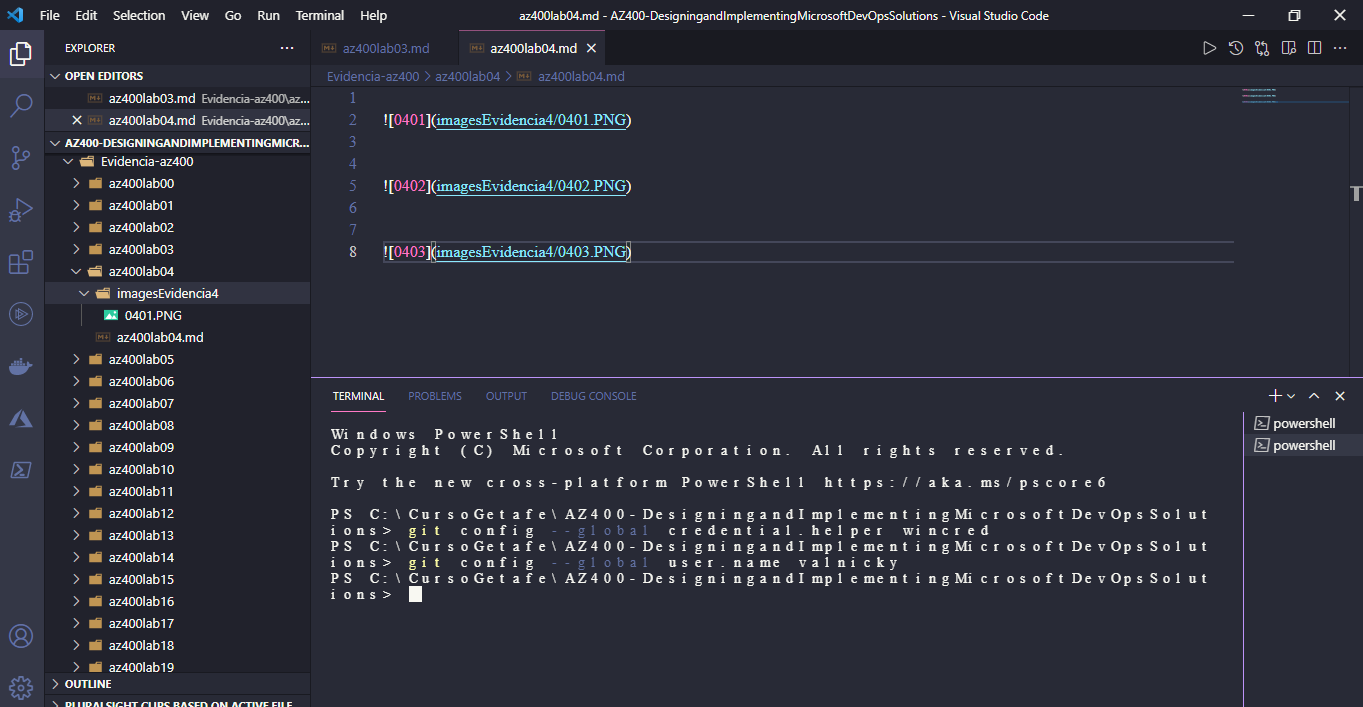 File Edit Selection View Go Run Terminal Help az400lab04.md - AZ400-DesigningandImplementingMicrosoftDevOpsSolutions - Visual Studio Code
EXPLORER ...
OPEN EDITORS
az400lab03.md Evidencia-az400\az...
az400lab04.md Evidencia-az400\az...
AZ400-DESIGNINGANDIMPLEMENTINGMICR...
Evidencia-az400
az400lab00
az400lab01
az400lab02
az400lab03
az400lab04
imagesEvidencia4
0401.PNG
az400lab04.md
az400lab05
az400lab06
az400lab07
az400lab08
az400lab09
az400lab10
az400lab11
az400lab12
az400lab13
az400lab14
az400lab15
az400lab16
az400lab17
az400lab18
az400lab19
OUTLINE
PLURALSIGHT CLIPS BASED ON ACTIVE FILE
az400lab03.md az400lab04.md
Evidencia-az400 > az400lab04 > az400lab04.md
1
2 ![0401](imagesEvidencia4/0401.PNG)
3
4
5 ![0402](imagesEvidencia4/0402.PNG)
6
7
8 ![0403](imagesEvidencia4/0403.PNG)
TERMINAL PROBLEMS OUTPUT DEBUG CONSOLE
Windows PowerShell
Copyright (C) Microsoft Corporation. All rights reserved.
Try the new cross-platform PowerShell https://aka.ms/pscore6
PS C:\CursoGetafe\AZ400-DesigningandImplementingMicrosoftDevOpsSolut
ions> git config --global credential.helper wincred
PS C:\CursoGetafe\AZ400-DesigningandImplementingMicrosoftDevOpsSolut
ions> git config --global user.name valnicky
PS C:\CursoGetafe\AZ400-DesigningandImplementingMicrosoftDevOpsSolut
ions>
powershell
powershell